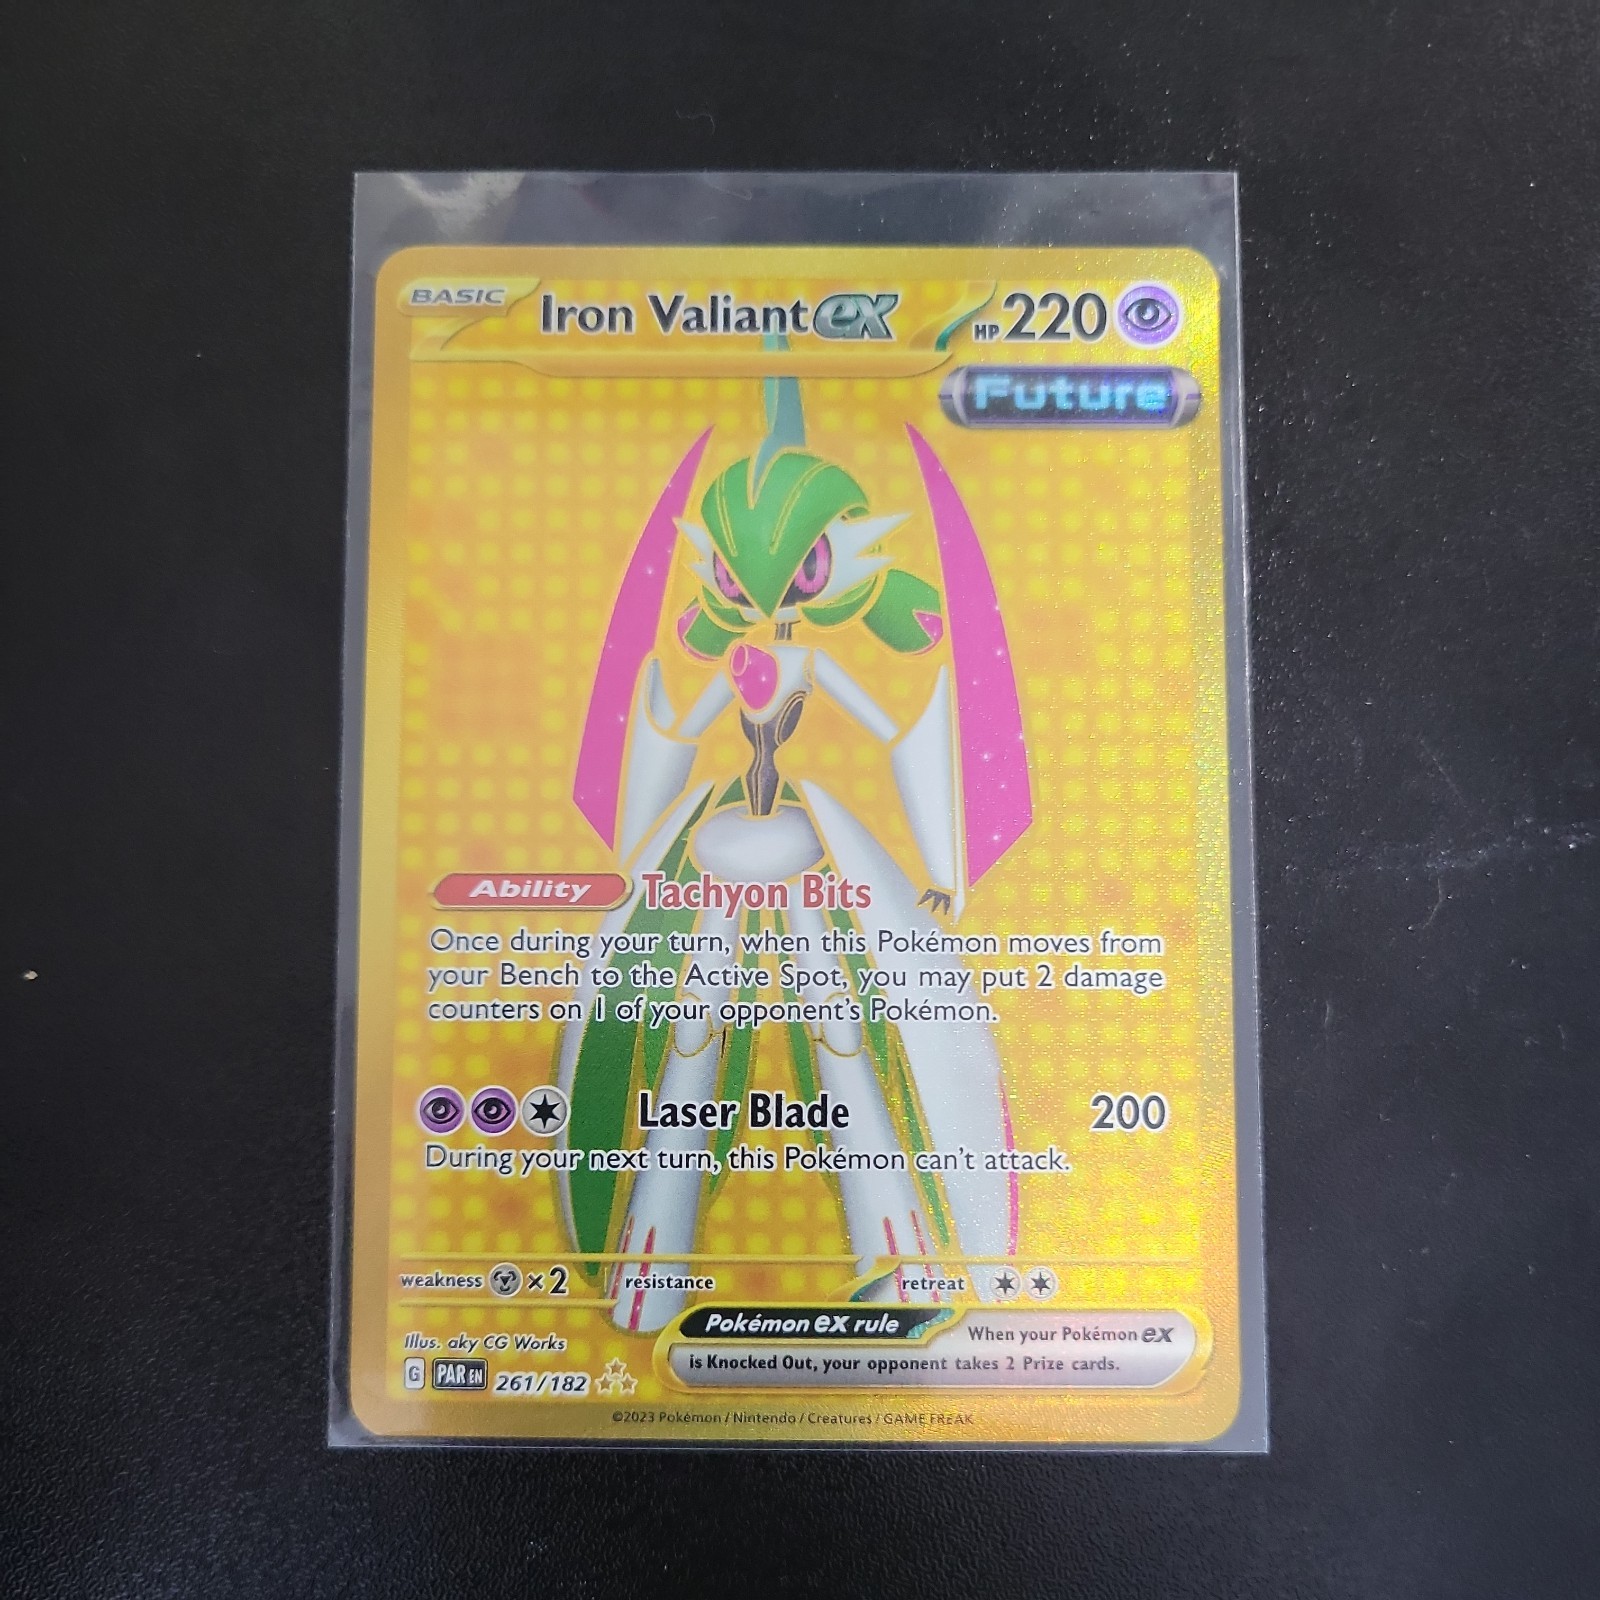 BASIC Iron Valiant ex HP 220
Future
Ability Tachyon Bits
Once during your turn, when this Pokémon moves from
your Bench to the Active Spot, you may put 2 damage
counters on 1 of your opponent's Pokémon.
Laser Blade 200
During your next turn, this Pokémon can't attack.
weakness ×2 resistance retreat
Illus. aky CG Works
Pokémon ex rule When your Pokémon ex
is Knocked Out, your opponent takes 2 Prize cards.
G PAR EN 261/182
©2023 Pokémon / Nintendo / Creatures / GAME FREAK